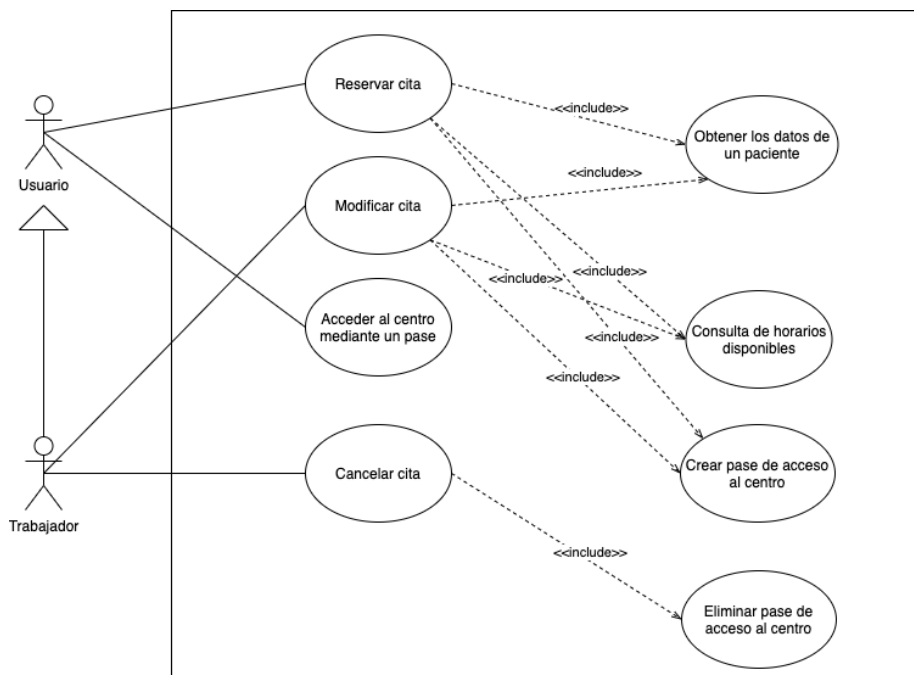 Reservar cita
<<include>>
Obtener los datos de
un paciente
Usuario
<<include>>
Modificar cita
<<include>>
<<include>>
Acceder al centro
mediante un pase
<<include>>
Consulta de horarios
disponibles
<<include>>
Trabajador
Cancelar cita
Crear pase de acceso
al centro
<<include>>
Eliminar pase de
acceso al centro